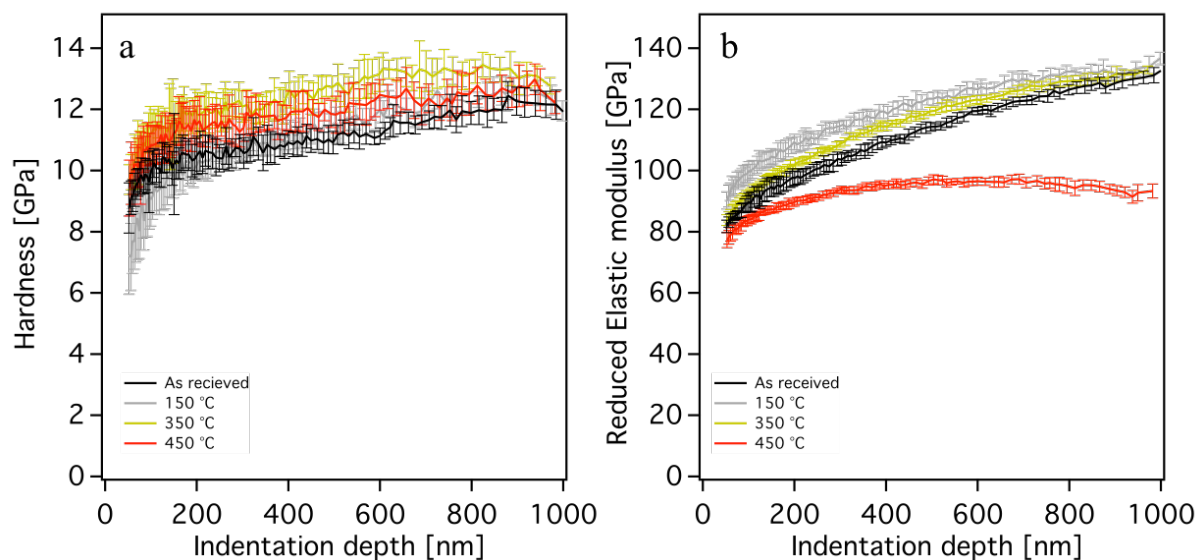 a
Hardness [GPa]
14
12
10
8
6
4
2
0
As recieved
150 °C
350 °C
450 °C
0
200
400
600
800
1000
Indentation depth [nm]
b
Reduced Elastic modulus [GPa]
140
120
100
80
60
40
20
0
As received
150 °C
350 °C
450 °C
0
200
400
600
800
1000
Indentation depth [nm]